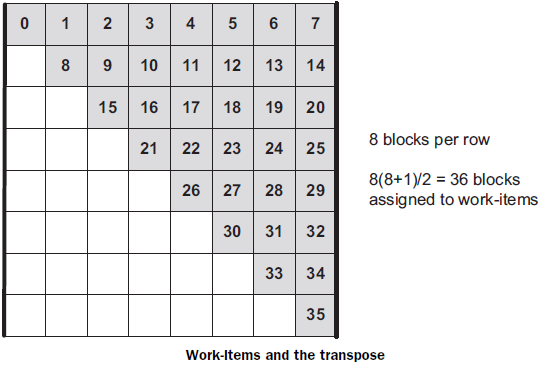 0 1 2 3 4 5 6 7
8 9 10 11 12 13 14
15 16 17 18 19 20
21 22 23 24 25
26 27 28 29
30 31 32
33 34
35
8 blocks per row
8(8+1)/2 = 36 blocks
assigned to work-items
Work-Items and the transpose